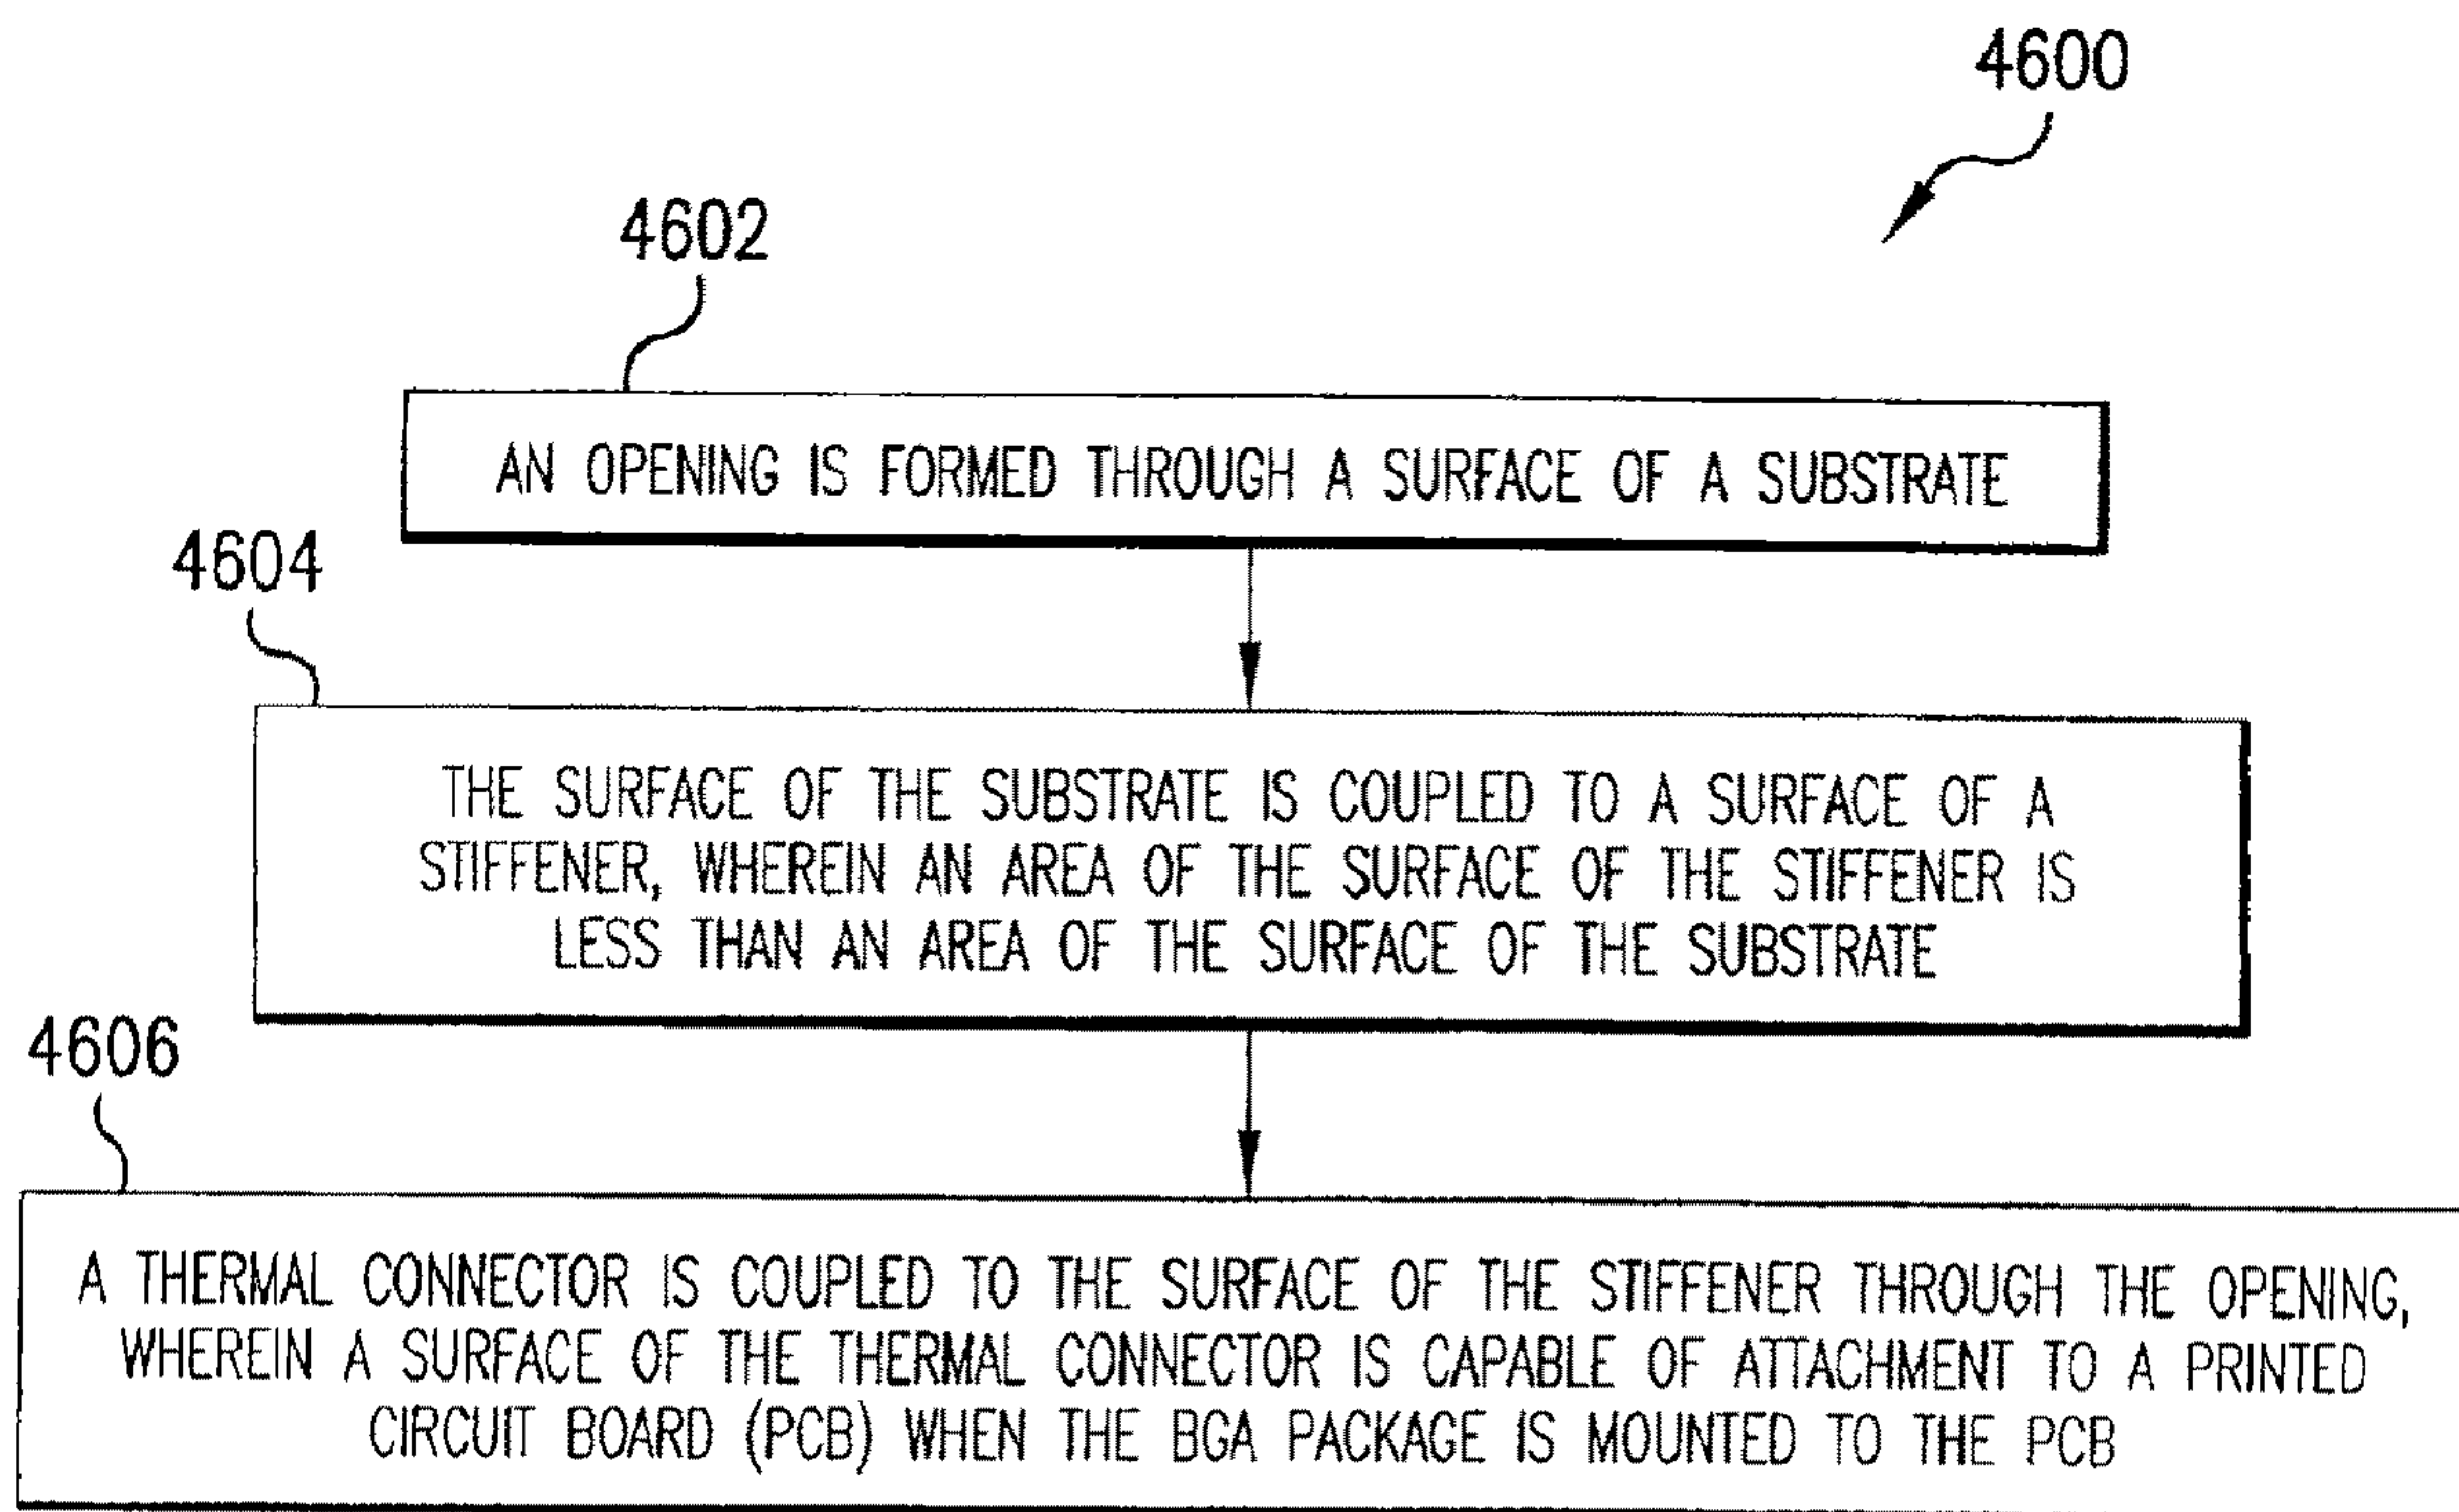 4600
4602
AN OPENING IS FORMED THROUGH A SURFACE OF A SUBSTRATE
4604
THE SURFACE OF THE SUBSTRATE IS COUPLED TO A SURFACE OF A
STIFFENER, WHEREIN AN AREA OF THE SURFACE OF THE STIFFENER IS
LESS THAN AN AREA OF THE SURFACE OF THE SUBSTRATE
4606
A THERMAL CONNECTOR IS COUPLED TO THE SURFACE OF THE STIFFENER THROUGH THE OPENING,
WHEREIN A SURFACE OF THE THERMAL CONNECTOR IS CAPABLE OF ATTACHMENT TO A PRINTED
CIRCUIT BOARD (PCB) WHEN THE BGA PACKAGE IS MOUNTED TO THE PCB